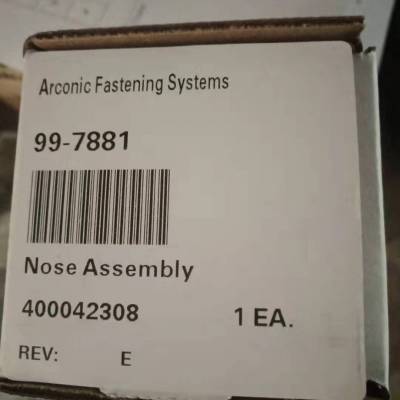 Arconic Fastening Systems
99-7881
Nose Assembly
400042308 1 EA.
REV: E